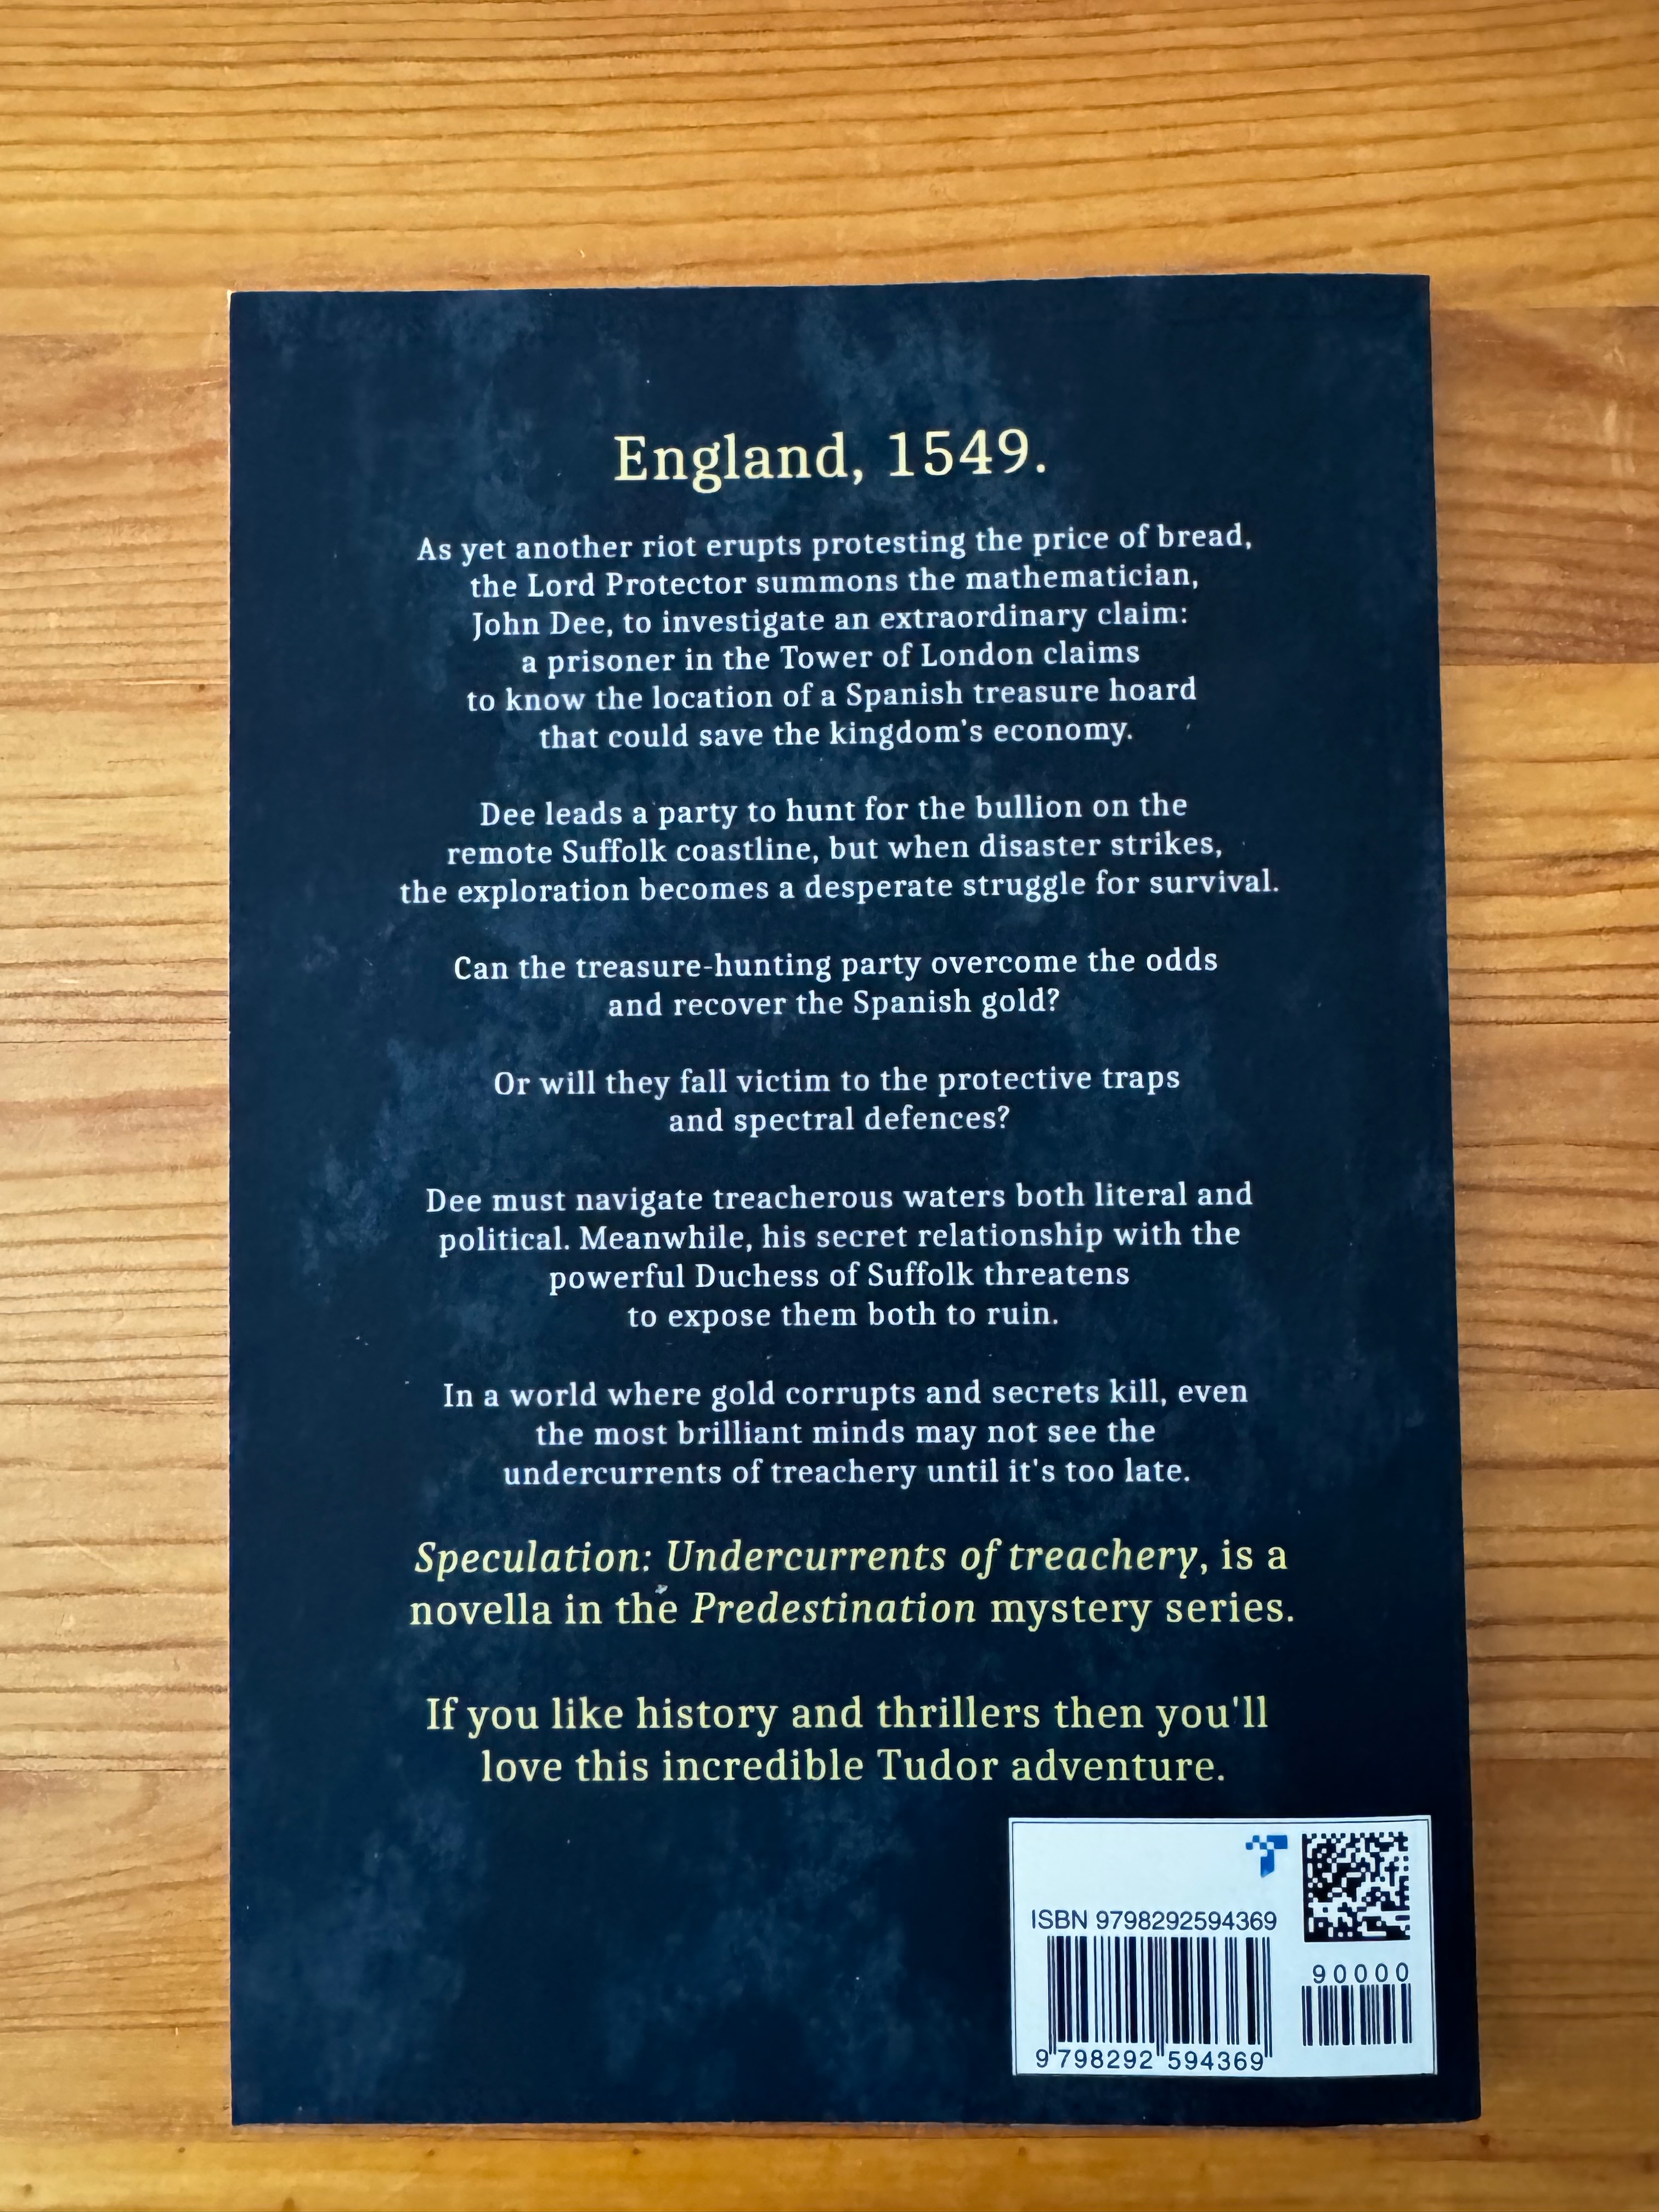 England, 1549.
As yet another riot erupts protesting the price of bread,
the Lord Protector summons the mathematician,
John Dee, to investigate an extraordinary claim:
a prisoner in the Tower of London claims
to know the location of a Spanish treasure hoard
that could save the kingdom's economy.
Dee leads a party to hunt for the bullion on the
remote Suffolk coastline, but when disaster strikes,
the exploration becomes a desperate struggle for survival.
Can the treasure-hunting party overcome the odds
and recover the Spanish gold?
Or will they fall victim to the protective traps
and spectral defences?
Dee must navigate treacherous waters both literal and
political. Meanwhile, his secret relationship with the
powerful Duchess of Suffolk threatens
to expose them both to ruin.
In a world where gold corrupts and secrets kill, even
the most brilliant minds may not see the
undercurrents of treachery until it's too late.
Speculation: Undercurrents of treachery, is a
novella in the Predestination mystery series.
If you like history and thrillers then you'll
love this incredible Tudor adventure.
ISBN 9798292594369
90000
9 798292 594369